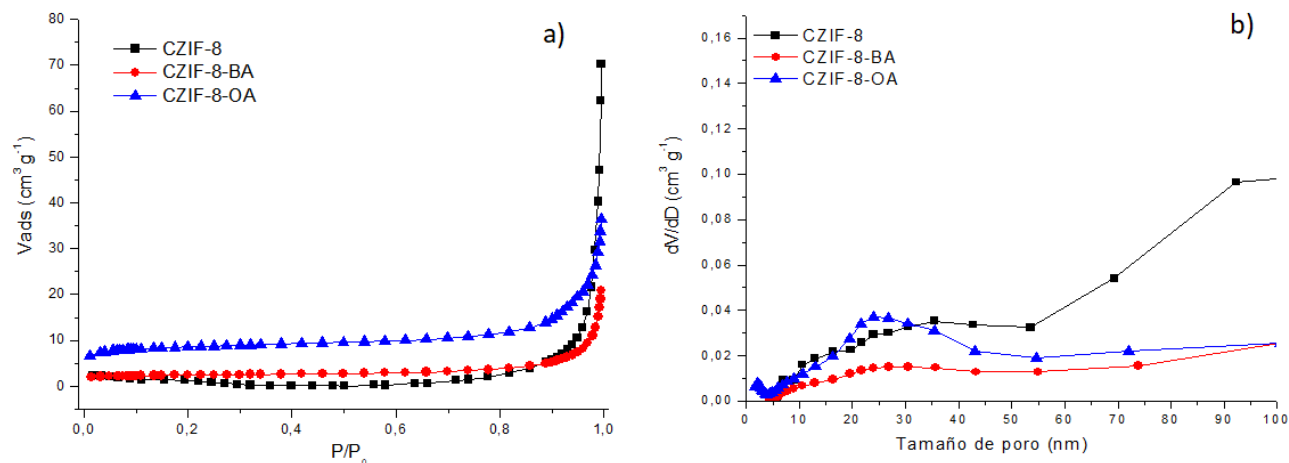 a)
CZIF-8
CZIF-8-BA
CZIF-8-OA
Vads (cm³ g⁻¹)
80
70
60
50
40
30
20
10
0
0,0 0,2 0,4 0,6 0,8 1,0
P/P₀
b)
CZIF-8
CZIF-8-BA
CZIF-8-OA
dV/dD (cm³ g⁻¹)
0,16
0,14
0,12
0,10
0,08
0,06
0,04
0,02
0,00
0 10 20 30 40 50 60 70 80 90 100
Tamaño de poro (nm)